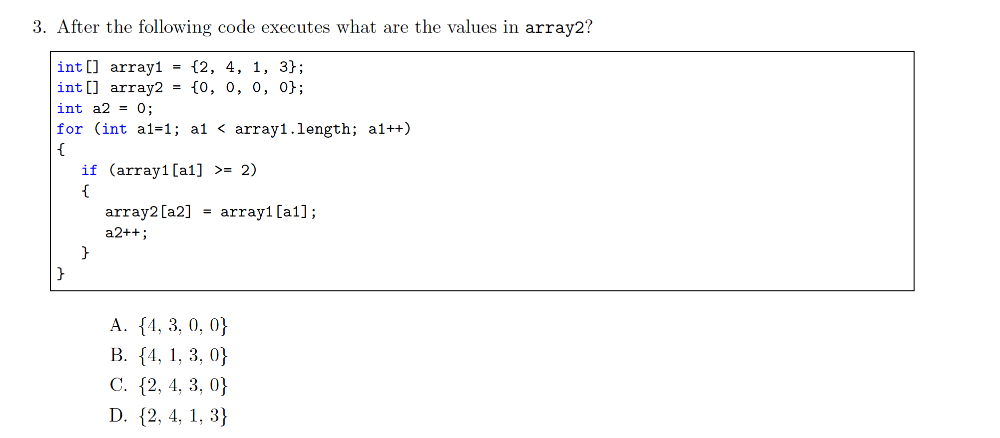 3. After the following code executes what are the values in array2?
int[] array1 = {2, 4, 1, 3};
int[] array2 = {0, 0, 0, 0};
int a2 = 0;
for (int a1=1; a1 < array1.length; a1++)
{
if (array1[a1] >= 2)
{
array2[a2] = array1[a1];
a2++;
}
}
A. {4, 3, 0, 0}
B. {4, 1, 3, 0}
C. {2, 4, 3, 0}
D. {2, 4, 1, 3}